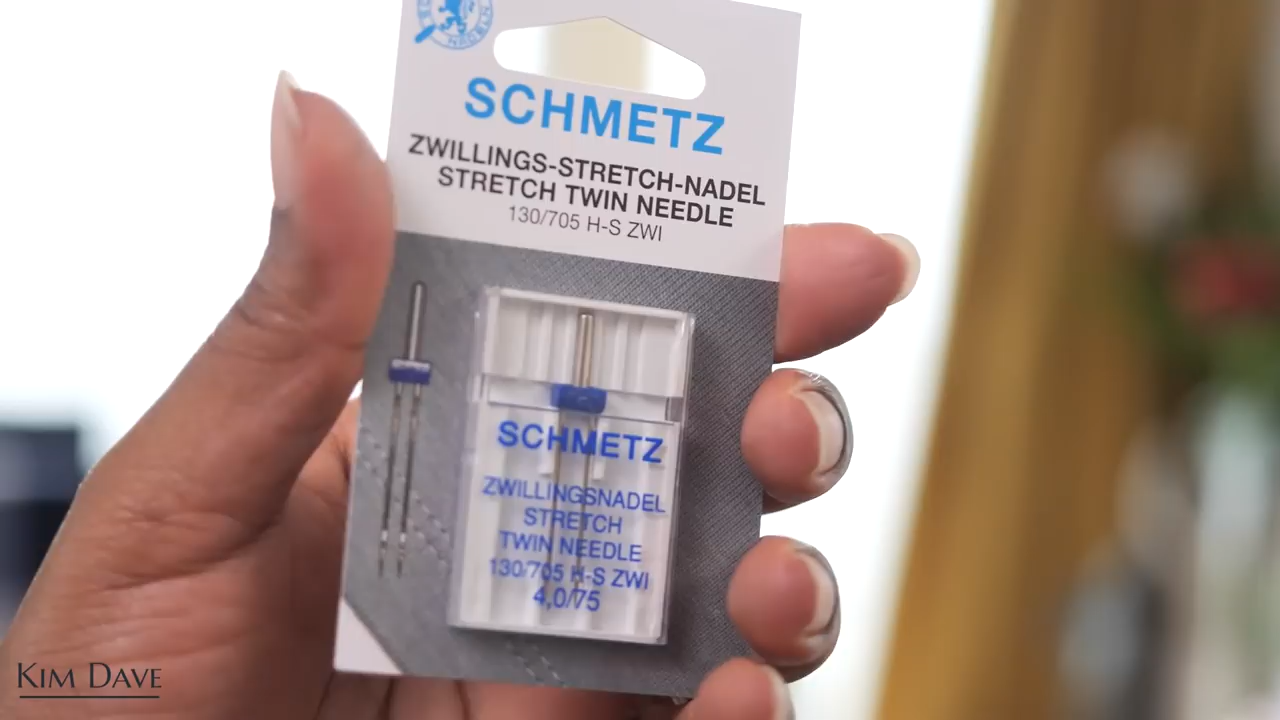 NADELN
SCHMETZ
ZWILLINGS-STRETCH-NADEL
STRETCH TWIN NEEDLE
130/705 H-S ZWI
SCHMETZ
ZWILLINGSNADEL
STRETCH
TWIN NEEDLE
130/705 H-S ZWI
4,0/75
KIM DAVE